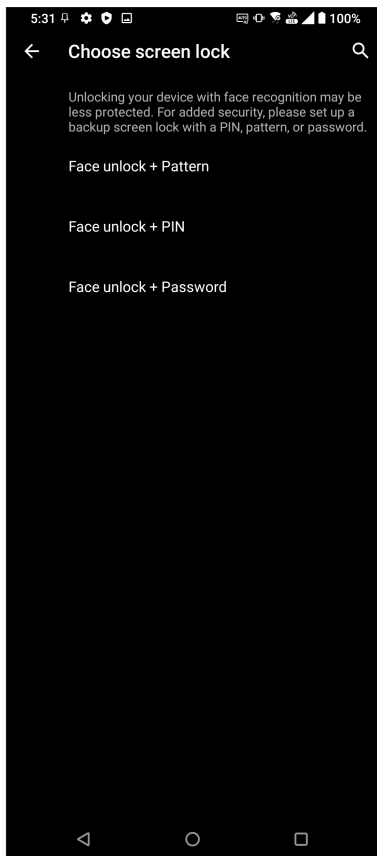 5:31 100%
Choose screen lock
Unlocking your device with face recognition may be
less protected. For added security, please set up a
backup screen lock with a PIN, pattern, or password.
Face unlock + Pattern
Face unlock + PIN
Face unlock + Password